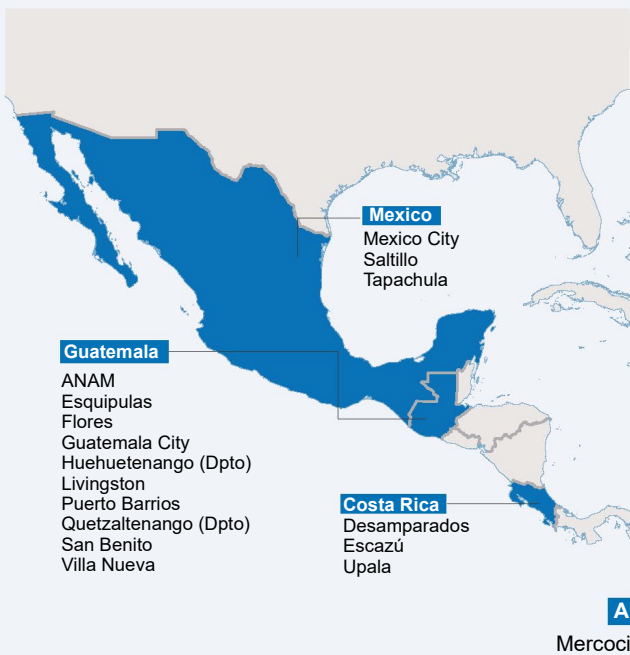 Mexico
Mexico City
Saltillo
Tapachula
Guatemala
ANAM
Esquipulas
Flores
Guatemala City
Huehuetenango (Dpto)
Livingston
Puerto Barrios
Quetzaltenango (Dpto)
San Benito
Villa Nueva
Costa Rica
Desamparados
Escazú
Upala
A
Mercoci